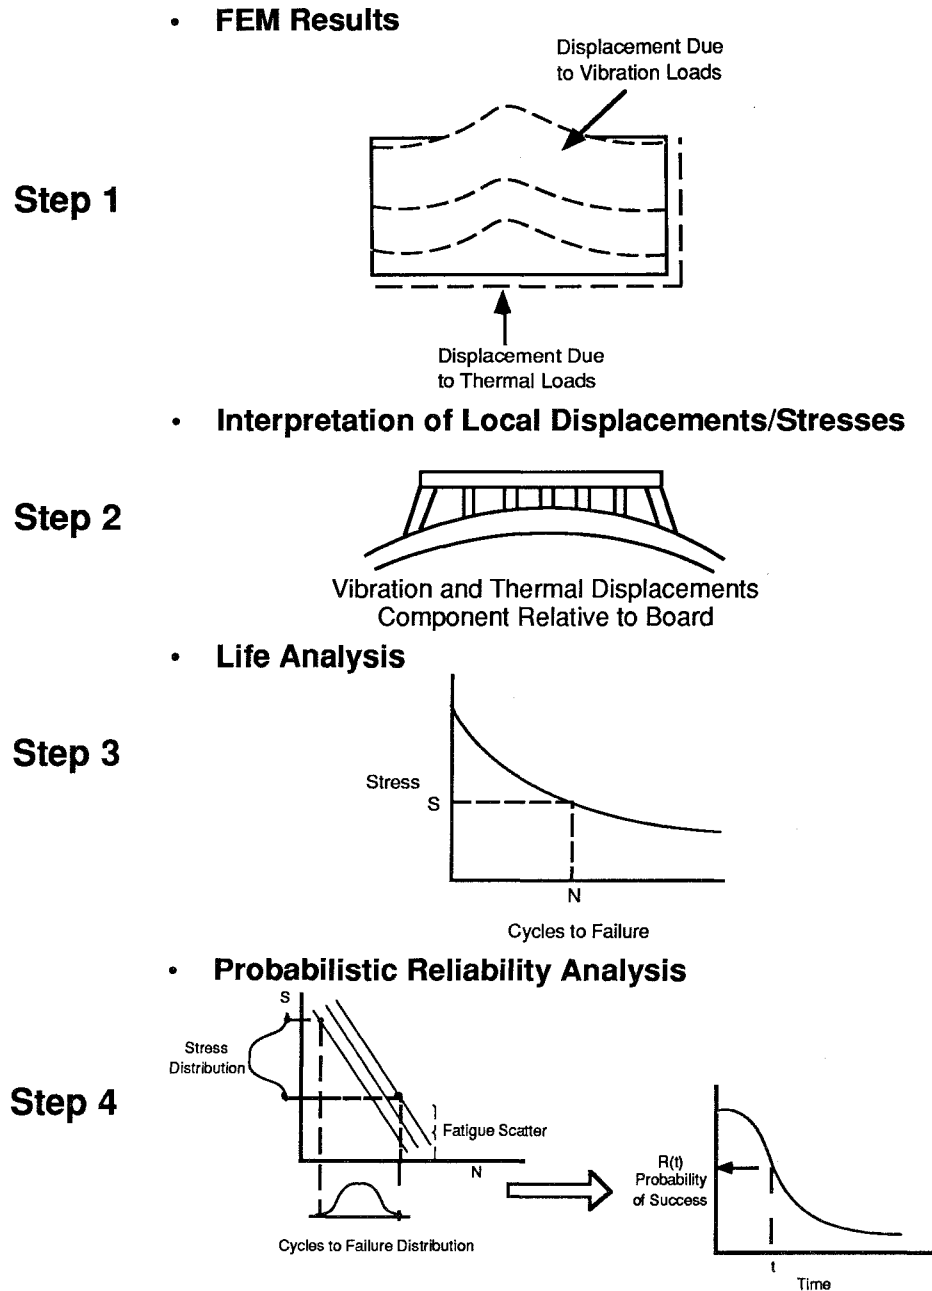 • FEM Results
Displacement Due
to Vibration Loads
Step 1
Displacement Due
to Thermal Loads
• Interpretation of Local Displacements/Stresses
Step 2
Vibration and Thermal Displacements
Component Relative to Board
• Life Analysis
Step 3
Stress
S
N
Cycles to Failure
• Probabilistic Reliability Analysis
S
Stress
Distribution
Step 4
Fatigue Scatter
N
Cycles to Failure Distribution
R(t)
Probability
of Success
t
Time